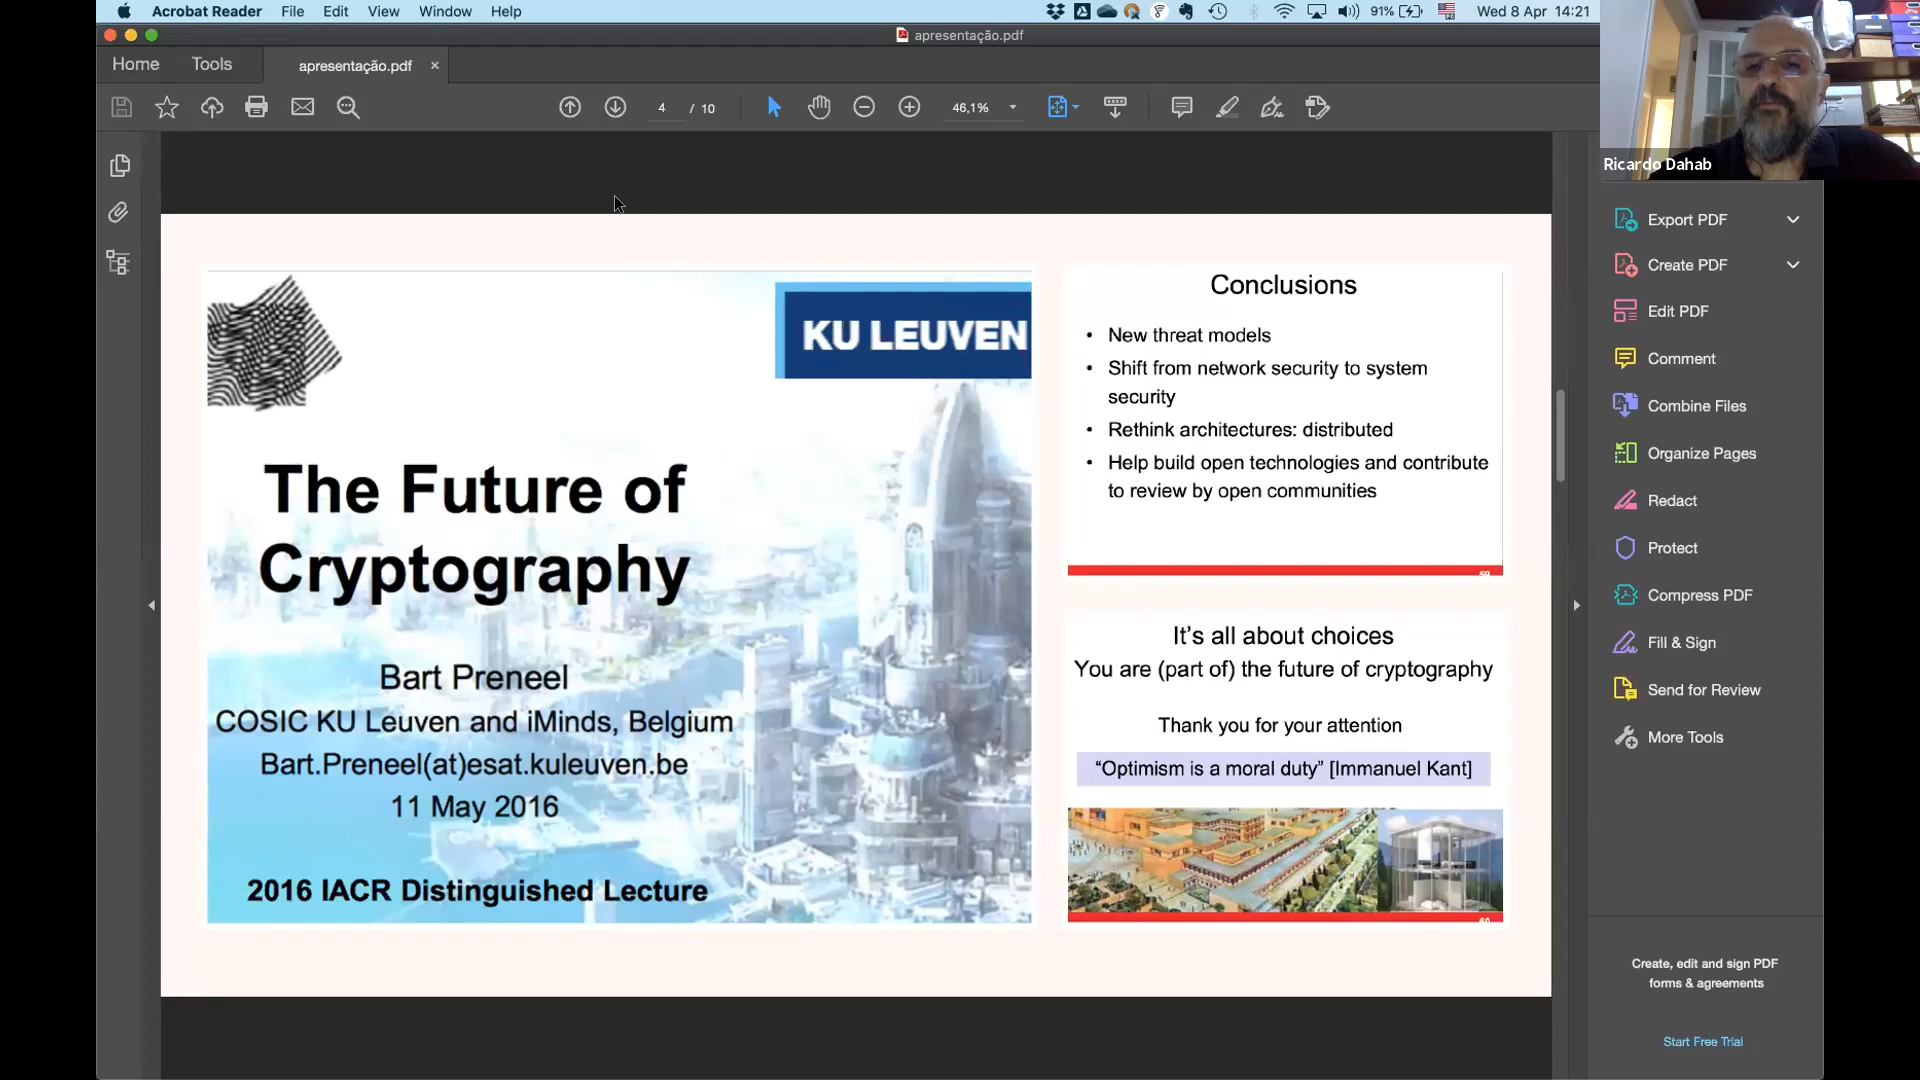 Acrobat Reader File Edit View Window Help 91% Wed 8 Apr 14:21
apresentação.pdf
Home Tools apresentação.pdf ×
4 / 10 46,1%
Ricardo Dahab
KU LEUVEN
The Future of
Cryptography
Bart Preneel
COSIC KU Leuven and iMinds, Belgium
Bart.Preneel(at)esat.kuleuven.be
11 May 2016
2016 IACR Distinguished Lecture
Conclusions
• New threat models
• Shift from network security to system
security
• Rethink architectures: distributed
• Help build open technologies and contribute
to review by open communities
It's all about choices
You are (part of) the future of cryptography
Thank you for your attention
“Optimism is a moral duty” [Immanuel Kant]
Export PDF
Create PDF
Edit PDF
Comment
Combine Files
Organize Pages
Redact
Protect
Compress PDF
Fill & Sign
Send for Review
More Tools
Create, edit and sign PDF
forms & agreements
Start Free Trial